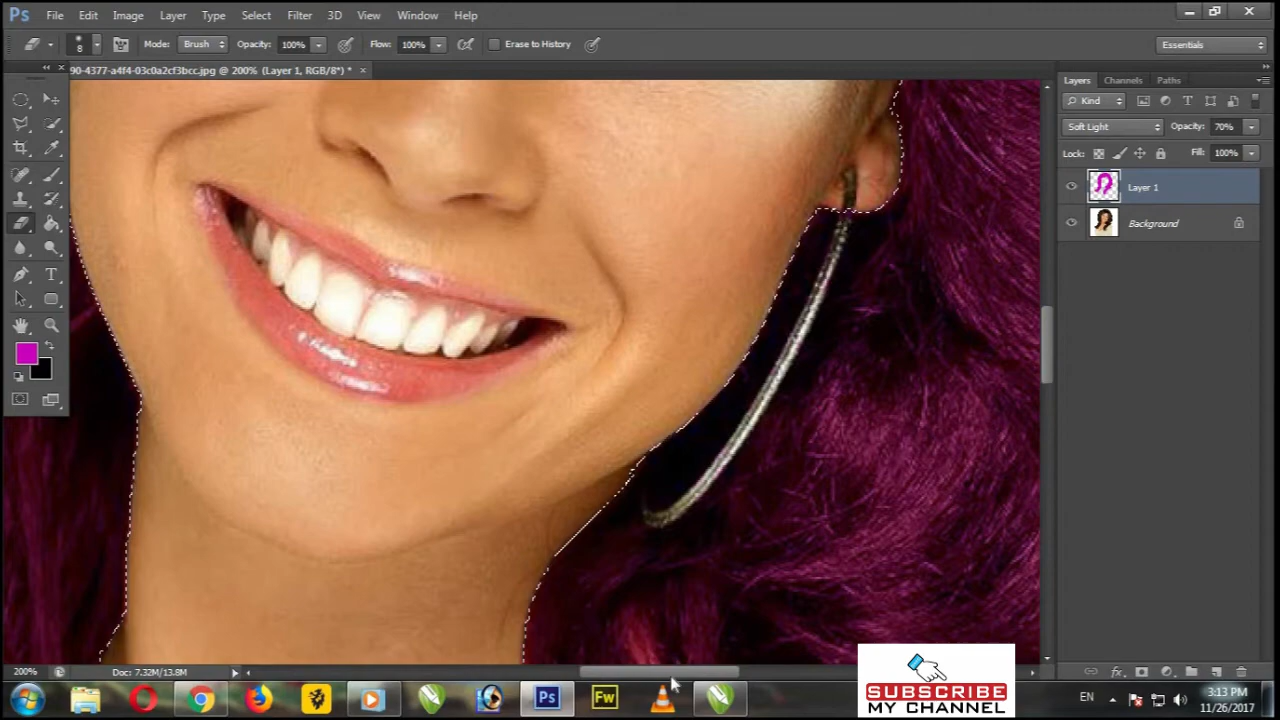 Ps File Edit Image Layer Type Select Filter 3D View Window Help
8 Mode: Brush Opacity: 100% Flow: 100% Erase to History Essentials
90-4377-a4f4-03c0a2cf3bcc.jpg @ 200% (Layer 1, RGB/8*) *
Layers Channels Paths
Kind
Soft Light Opacity: 70%
Lock: Fill: 100%
Layer 1
Background
200% Doc: 7.32M/13.8M
SUBSCRIBE
MY CHANNEL
Ps Fw EN 3:13 PM
11/26/2017